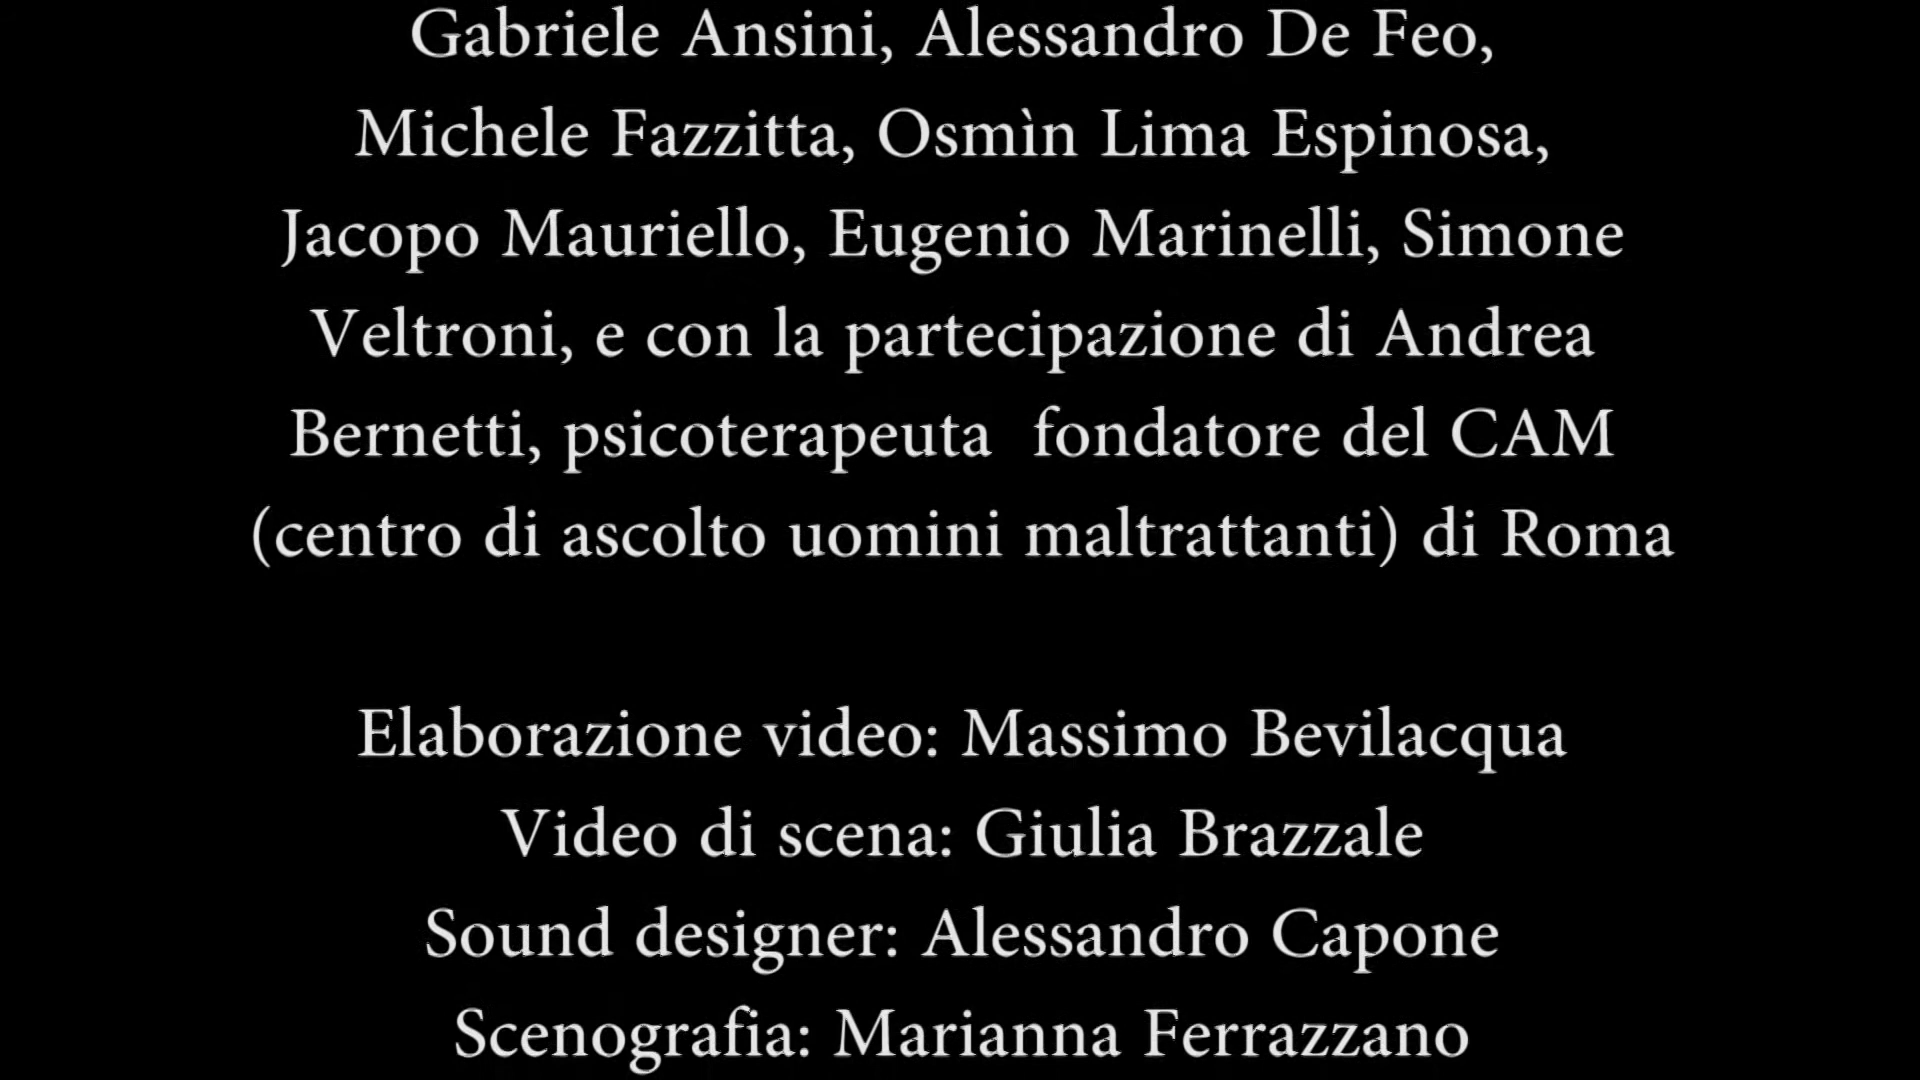 Gabriele Ansini, Alessandro De Feo,
Michele Fazzitta, Osmìn Lima Espinosa,
Jacopo Mauriello, Eugenio Marinelli, Simone
Veltroni, e con la partecipazione di Andrea
Bernetti, psicoterapeuta  fondatore del CAM
(centro di ascolto uomini maltrattanti) di Roma
Elaborazione video: Massimo Bevilacqua
Video di scena: Giulia Brazzale
Sound designer: Alessandro Capone
Scenografia: Marianna Ferrazzano